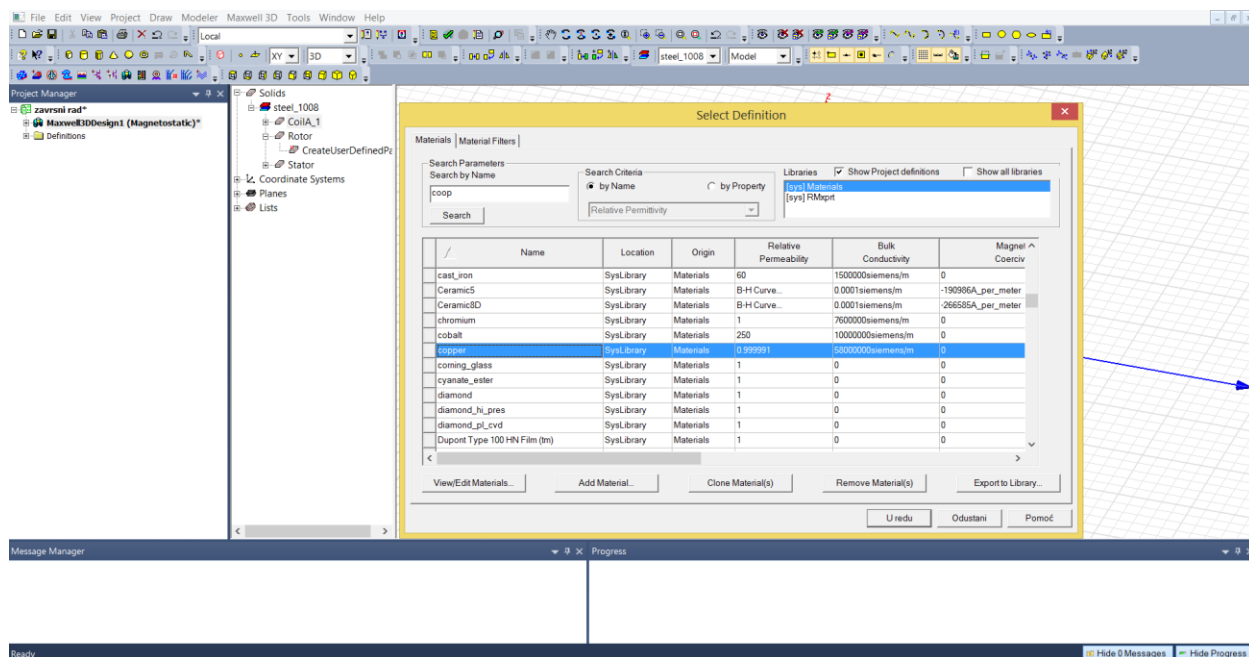 File Edit View Project Draw Modeler Maxwell 3D Tools Window Help
Local
XY 3D steel_1008 Model
Project Manager
zavrsni rad*
Maxwell3DDesign1 (Magnetostatic)*
Definitions
Solids
steel_1008
CoilA_1
Rotor
CreateUserDefinedPa
Stator
Coordinate Systems
Planes
Lists
Z
Select Definition
Materials Material Filters
Search Parameters
Search by Name
coop
Search
Search Criteria
by Name by Property
Relative Permittivity
Libraries Show Project definitions Show all libraries
[sys] Materials
[sys] RMxprt
/ Name Location Origin Relative Permeability Bulk Conductivity Magnet Coerciv
cast_iron SysLibrary Materials 60 1500000siemens/m 0
Ceramic5 SysLibrary Materials B-H Curve... 0.0001siemens/m -190986A_per_meter
Ceramic8D SysLibrary Materials B-H Curve... 0.0001siemens/m -266585A_per_meter
chromium SysLibrary Materials 1 7600000siemens/m 0
cobalt SysLibrary Materials 250 10000000siemens/m 0
copper SysLibrary Materials 0.999991 58000000siemens/m 0
corning_glass SysLibrary Materials 1 0 0
cyanate_ester SysLibrary Materials 1 0 0
diamond SysLibrary Materials 1 0 0
diamond_hi_pres SysLibrary Materials 1 0 0
diamond_pl_cvd SysLibrary Materials 1 0 0
Dupont Type 100 HN Film (tm) SysLibrary Materials 1 0 0
View/Edit Materials... Add Material... Clone Material(s) Remove Material(s) Export to Library...
U redu Odustani Pomoć
Message Manager
Progress
Ready
Hide 0 Messages Hide Progress